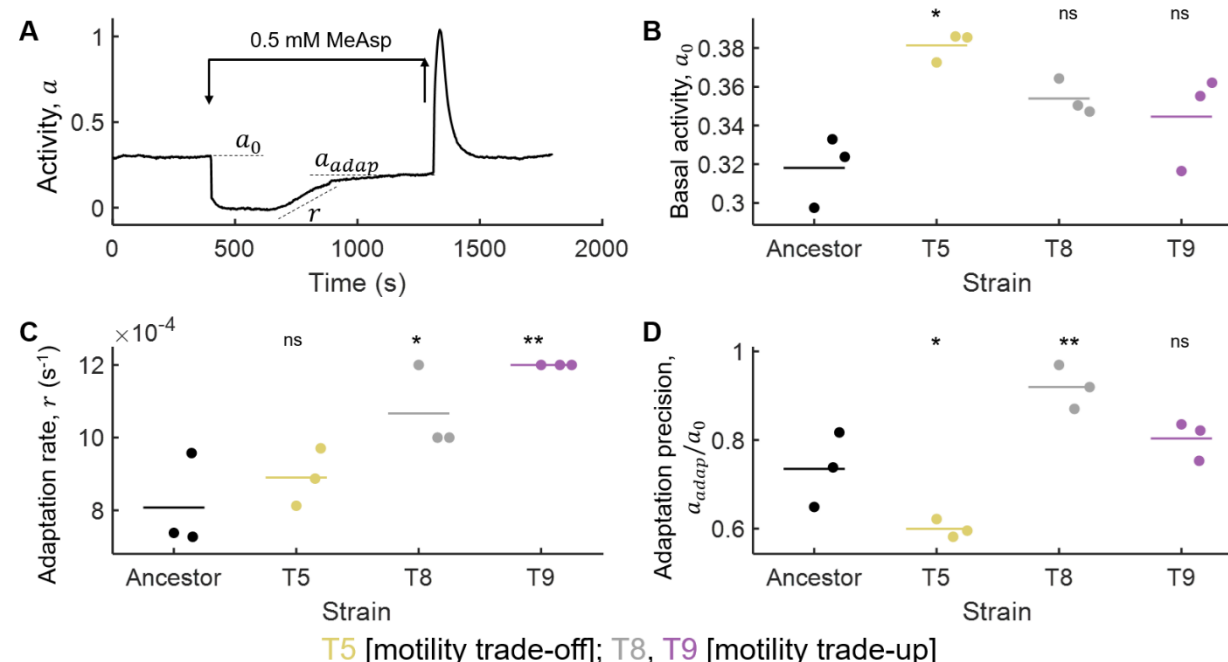 A
0.5 mM MeAsp
Activity, a
1
0.5
0
a₀
a_adap
r
0 500 1000 1500 2000
Time (s)
B
* ns ns
Basal activity, a₀
0.38
0.36
0.34
0.32
0.3
Ancestor T5 T8 T9
Strain
C
×10⁻⁴
ns * **
Adaptation rate, r (s⁻¹)
12
10
8
Ancestor T5 T8 T9
Strain
D
* ** ns
Adaptation precision,
a_adap/a₀
1
0.8
0.6
Ancestor T5 T8 T9
Strain
T5 [motility trade-off]; T8, T9 [motility trade-up]